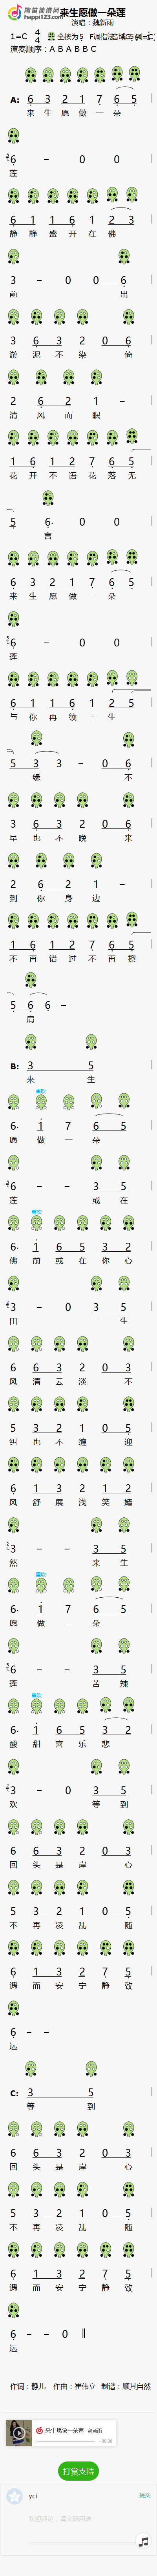 陶笛简谱网
happi123.com
来生愿做一朵莲
演唱：魏新雨
1=C 4/4 全按为5
演奏顺序：A B A B B C
A: 6 3 2 1 7 6 5
来 生 愿 做 一 朵
6 - 0 0
莲
6 1 1 6 1 2 3
静 静 盛 开 在 佛
3 - 0 0 6
前 出
3 6 3 2 0 6
淤 泥 不 染 倚
2 6 2 1 -
清 风 而 眠
1 6 1 2 7 6 5
花 开 不 语 花 落 无
5 6. 0 0
言
6 3 2 1 7 6 5
来 生 愿 做 一 朵
6 - 0 0
莲
6 1 1 6 1 2 5
与 你 再 续 三 生
5 3 3 - 0 6
缘 不
3 6 3 2 0 6
早 也 不 晚 来
2 6 2 1 -
到 你 身 边
1 6 1 2 7 6 5
不 再 错 过 不 再 擦
5 6 6 -
肩
B: 3 5
来 生
重吹
6. 1 7 6 5
愿 做 一 朵
6 - - 3 5
莲 或 在
重吹
6. 1 6 5 3 2
佛 前 或 在 你 心
3 - 0 3 5
田 一 生
6 6 3 2 0 3
风 清 云 淡 不
5 3 2 1 0 5
纠 也 不 缠 迎
6 1 3 2 1 2
风 舒 展 浅 笑 嫣
3 - - 3 5
然 来 生
重吹
6. 1 7 6 5
愿 做 一 朵
6 - - 3 5
莲 苦 辣
重吹
6. 1 6 5 3 2
酸 甜 喜 乐 悲
3 - 0 3 5
欢 等 到
6 6 3 2 0 3
回 头 是 岸 心
5 3 2 1 0 5
不 再 凌 乱 随
6 1 3 2 7 5
遇 而 安 宁 静 致
6 - -
远
C: 3 5
等 到
6 6 3 2 0 3
回 头 是 岸 心
5 3 2 1 0 5
不 再 凌 乱 随
6 1 3 2 7 5
遇 而 安 宁 静 致
6 - - 0
远
作词：静儿 作曲：崔伟立 制谱：顾其自然
来生愿做一朵莲 - 魏新雨
00:00
打赏支持
ycl
提交